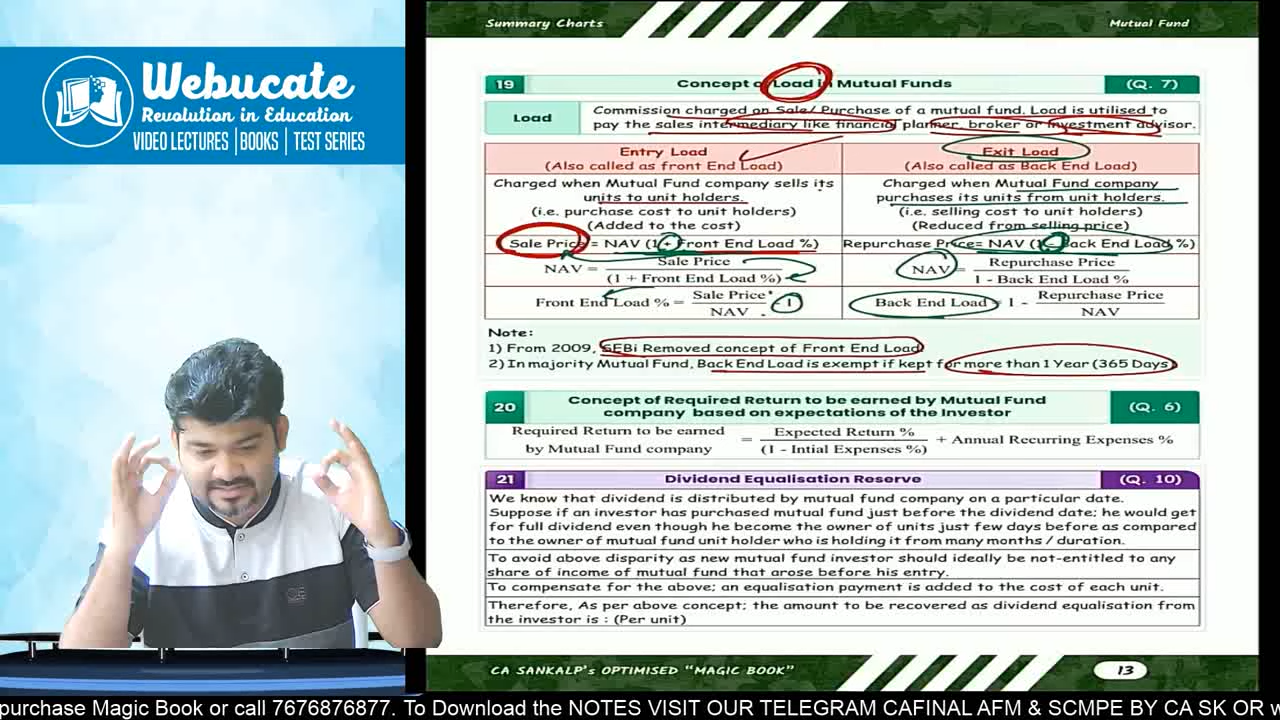 Webucate
Revolution in Education
VIDEO LECTURES | BOOKS | TEST SERIES
Summary Charts
Mutual Fund
19
Concept of Load in Mutual Funds
(Q. 7)
Load
Commission charged on Sale/ Purchase of a mutual fund. Load is utilised to
pay the sales intermediary like financial planner, broker or investment advisor.
Entry Load
(Also called as front End Load)
Exit Load
(Also called as Back End Load)
Charged when Mutual Fund company sells its
units to unit holders.
(i.e. purchase cost to unit holders)
(Added to the cost)
Charged when Mutual Fund company
purchases its units from unit holders.
(i.e. selling cost to unit holders)
(Reduced from selling price)
Sale Price = NAV (1 + Front End Load %)
Repurchase Price= NAV (1 - Back End Load %)
NAV = Sale Price / (1 + Front End Load %)
NAV = Repurchase Price / 1 - Back End Load %
Front End Load % = Sale Price / NAV - 1
Back End Load = 1 - Repurchase Price / NAV
Note:
1) From 2009, SEBi Removed concept of Front End Load
2) In majority Mutual Fund, Back End Load is exempt if kept for more than 1 Year (365 Days)
20
Concept of Required Return to be earned by Mutual Fund
company based on expectations of the Investor
(Q. 6)
Required Return to be earned
by Mutual Fund company
= Expected Return % / (1 - Intial Expenses %) + Annual Recurring Expenses %
21
Dividend Equalisation Reserve
(Q. 10)
We know that dividend is distributed by mutual fund company on a particular date.
Suppose if an investor has purchased mutual fund just before the dividend date; he would get
for full dividend even though he become the owner of units just few days before as compared
to the owner of mutual fund unit holder who is holding it from many months / duration.
To avoid above disparity as new mutual fund investor should ideally be not-entitled to any
share of income of mutual fund that arose before his entry.
To compensate for the above; an equalisation payment is added to the cost of each unit.
Therefore, As per above concept; the amount to be recovered as dividend equalisation from
the investor is : (Per unit)
CA SANKALP'S OPTIMISED "MAGIC BOOK"
13
purchase Magic Book or call 7676876877. To Download the NOTES VISIT OUR TELEGRAM CAFINAL AFM & SCMPE BY CA SK OR w